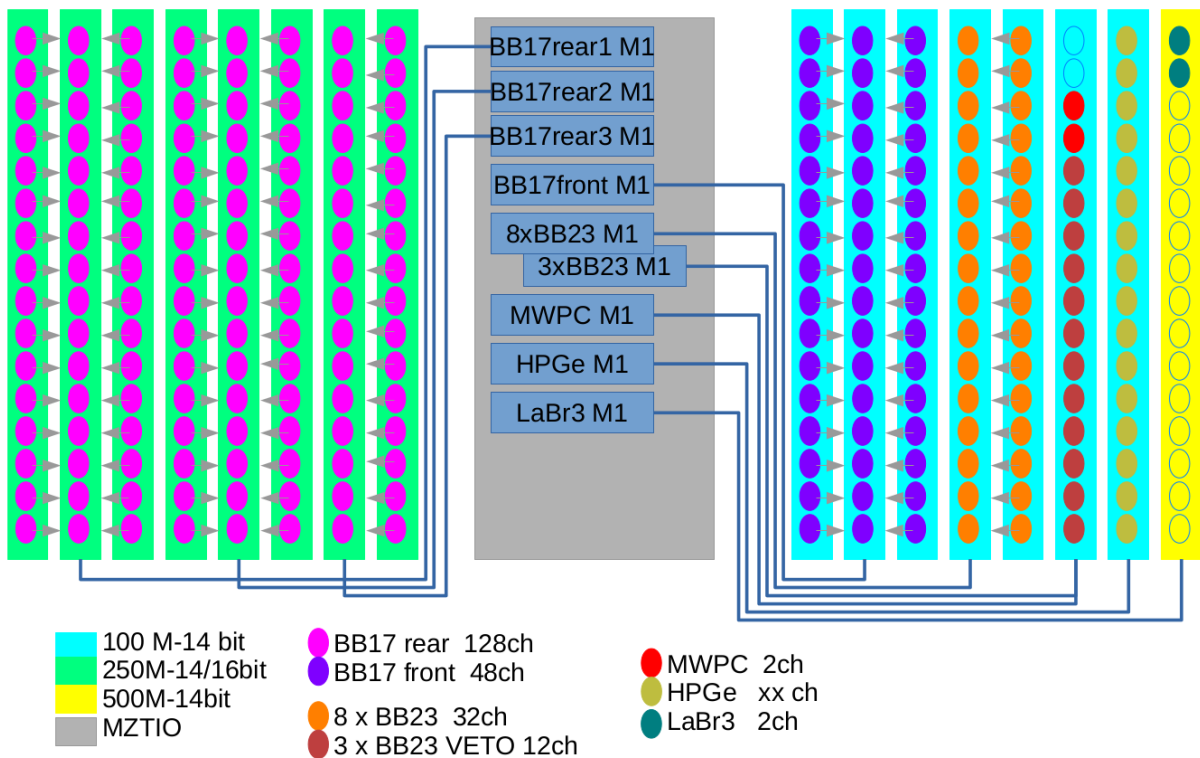 BB17rear1 M1
BB17rear2 M1
BB17rear3 M1
BB17front M1
8xBB23 M1
3xBB23 M1
MWPC M1
HPGe M1
LaBr3 M1
100 M-14 bit
250M-14/16bit
500M-14bit
MZTIO
BB17 rear 128ch
BB17 front 48ch
8 x BB23 32ch
3 x BB23 VETO 12ch
MWPC 2ch
HPGe xx ch
LaBr3 2ch